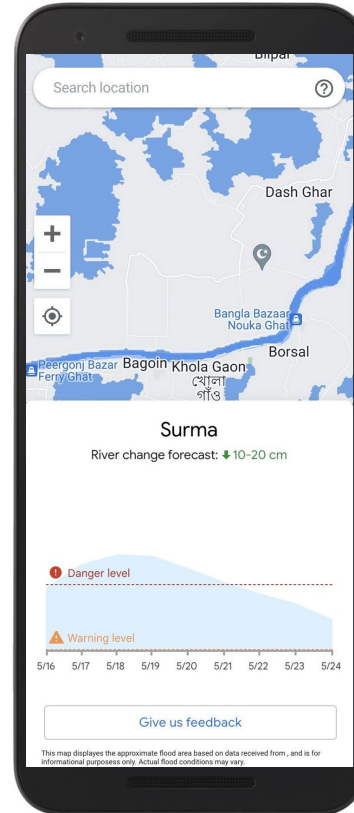 Search location
Dash Ghar
+
−
Bangla Bazaar
Nouka Ghat
Borsal
Peergonj Bazar
Ferry Ghat
Bagoin
Khola Gaon
খোলা
গাঁও
Surma
River change forecast: 10-20 cm
Danger level
Warning level
5/16 5/17 5/18 5/19 5/20 5/21 5/22 5/23 5/24
Give us feedback
This map displayes the approximate flood area based on data received from , and is for
informational purposess only. Actual flood conditions may vary.